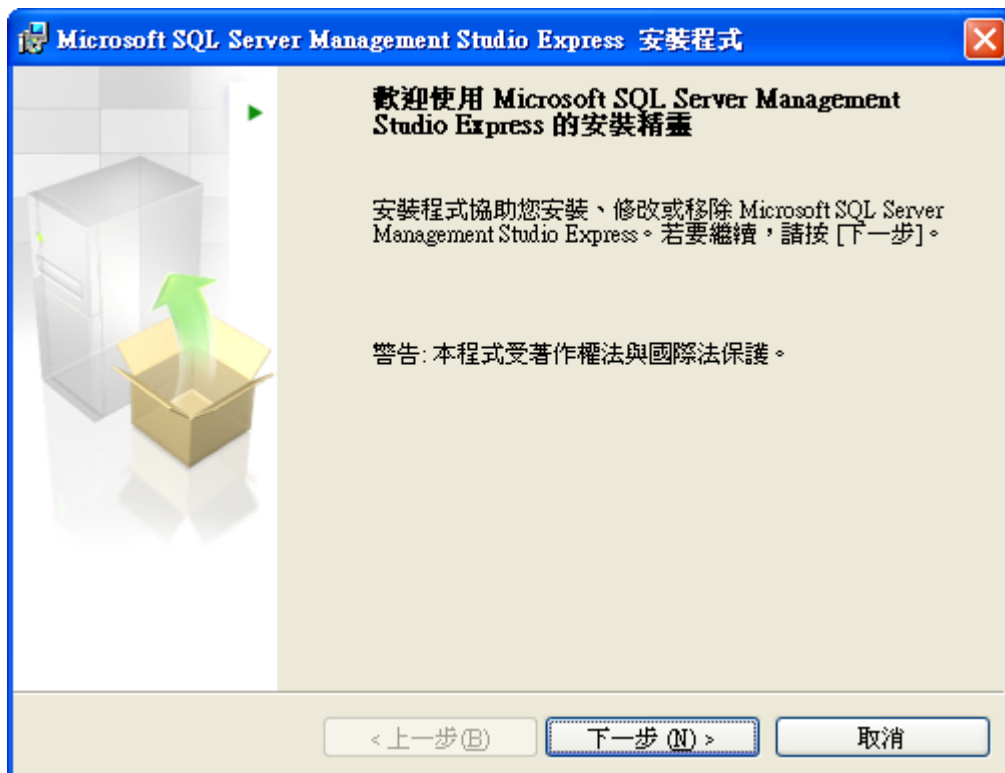 Microsoft SQL Server Management Studio Express 安裝程式
歡迎使用 Microsoft SQL Server Management
Studio Express 的安裝精靈
安裝程式協助您安裝、修改或移除 Microsoft SQL Server
Management Studio Express。若要繼續，請按 [下一步]。
警告: 本程式受著作權法與國際法保護。
< 上一步(B)
下一步 (N) >
取消